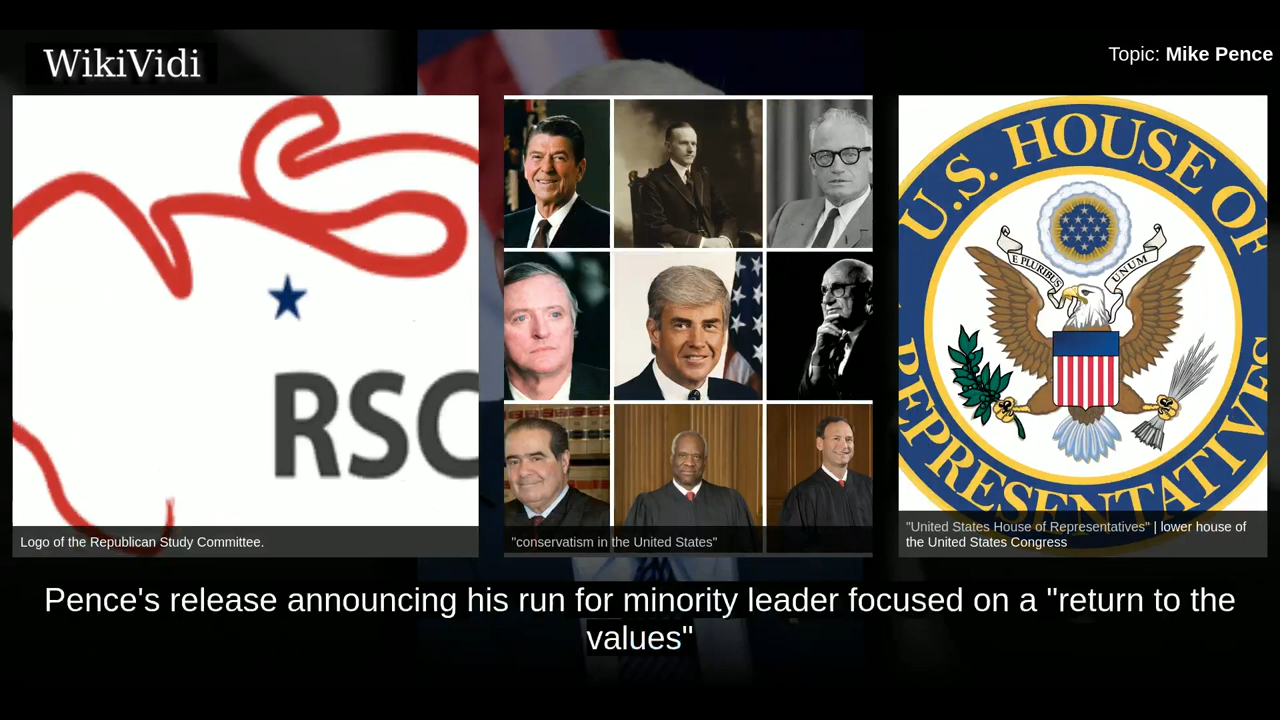 WikiVidi
Topic: Mike Pence
RSC
U.S. HOUSE OF
REPRESENTATIVES
E PLURIBUS
UNUM
Logo of the Republican Study Committee.
"conservatism in the United States"
"United States House of Representatives" | lower house of
the United States Congress
Pence's release announcing his run for minority leader focused on a "return to the
values"